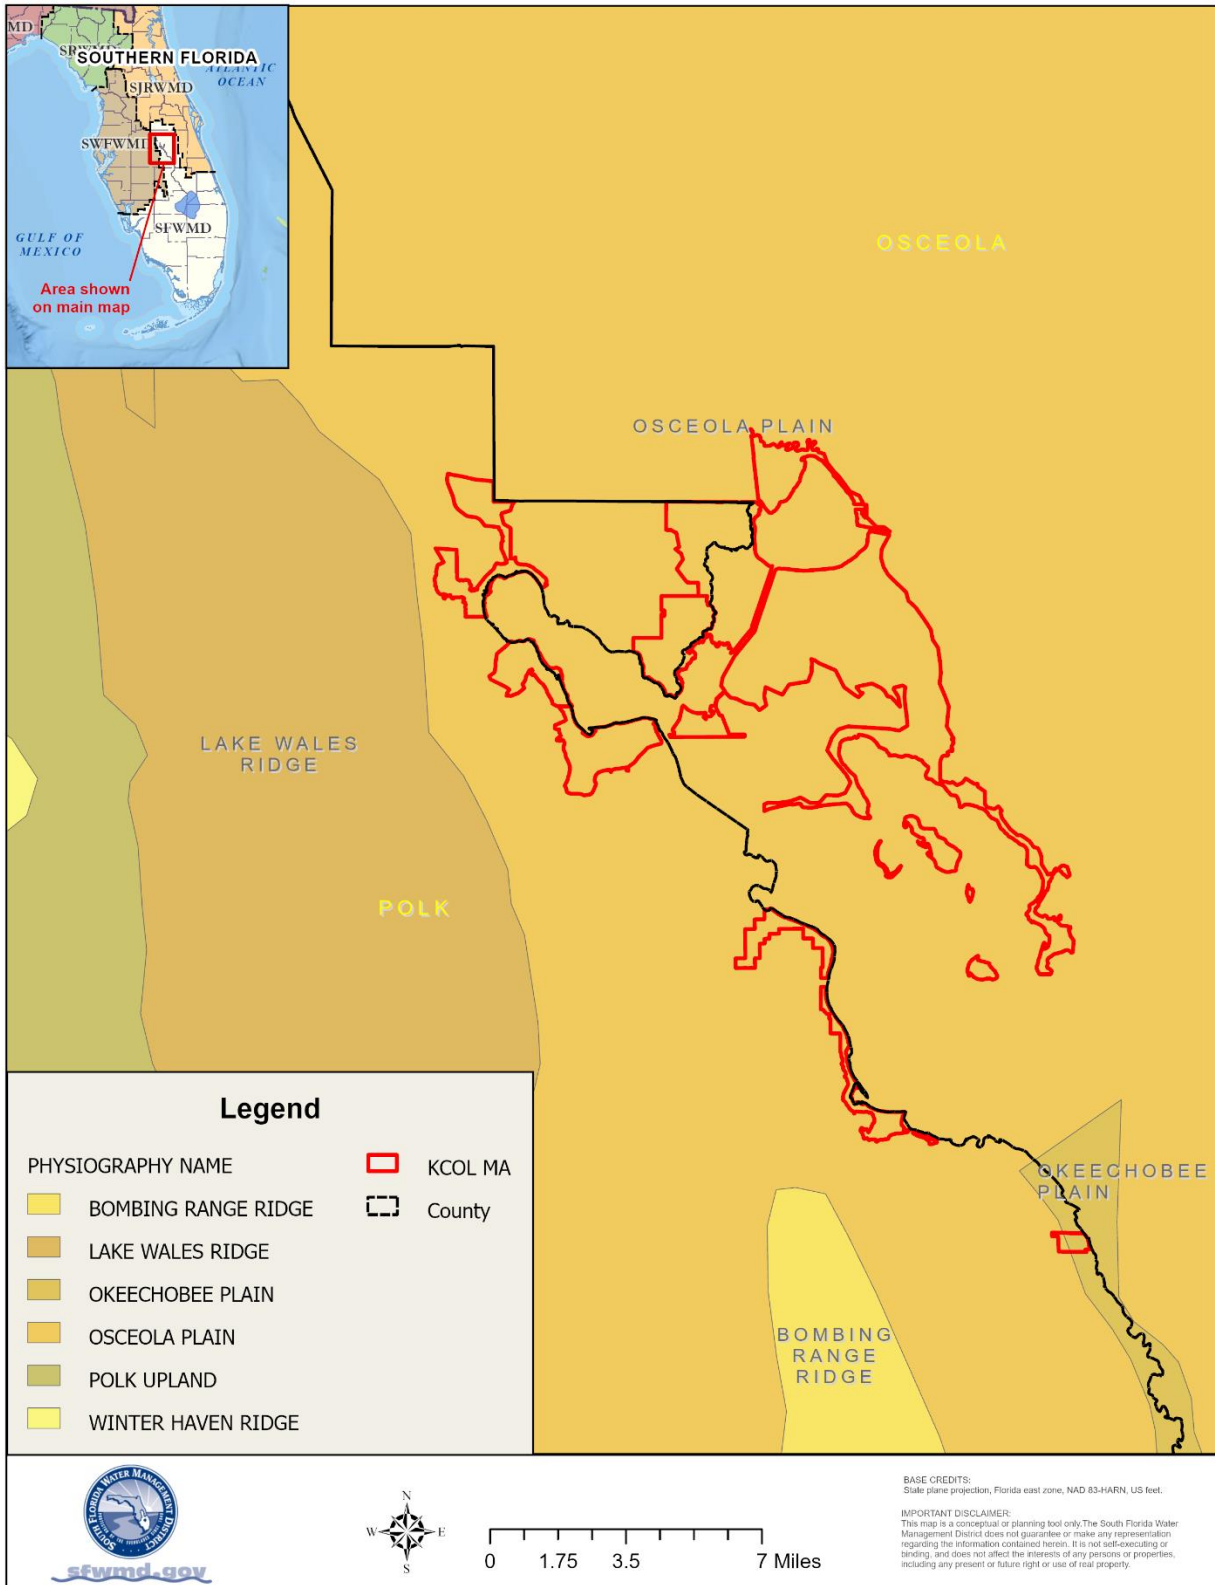 MD
SRWMD
SOUTHERN FLORIDA
ATLANTIC
OCEAN
SJRWMD
SWFWMD
SFWMD
GULF OF
MEXICO
Area shown
on main map
OSCEOLA
OSCEOLA PLAIN
LAKE WALES
RIDGE
POLK
OKEECHOBEE
PLAIN
BOMBING
RANGE
RIDGE
Legend
PHYSIOGRAPHY NAME
BOMBING RANGE RIDGE
LAKE WALES RIDGE
OKEECHOBEE PLAIN
OSCEOLA PLAIN
POLK UPLAND
WINTER HAVEN RIDGE
KCOL MA
County
SOUTH FLORIDA WATER MANAGEMENT DISTRICT
sfwmd.gov
N
W E
S
0 1.75 3.5 7 Miles
BASE CREDITS:
State plane projection, Florida east zone, NAD 83-HARN, US feet.
IMPORTANT DISCLAIMER:
This map is a conceptual or planning tool only.The South Florida Water
Management District does not guarantee or make any representation
regarding the information contained herein. It is not self-executing or
binding, and does not affect the interests of any persons or properties,
including any present or future right or use of real property.